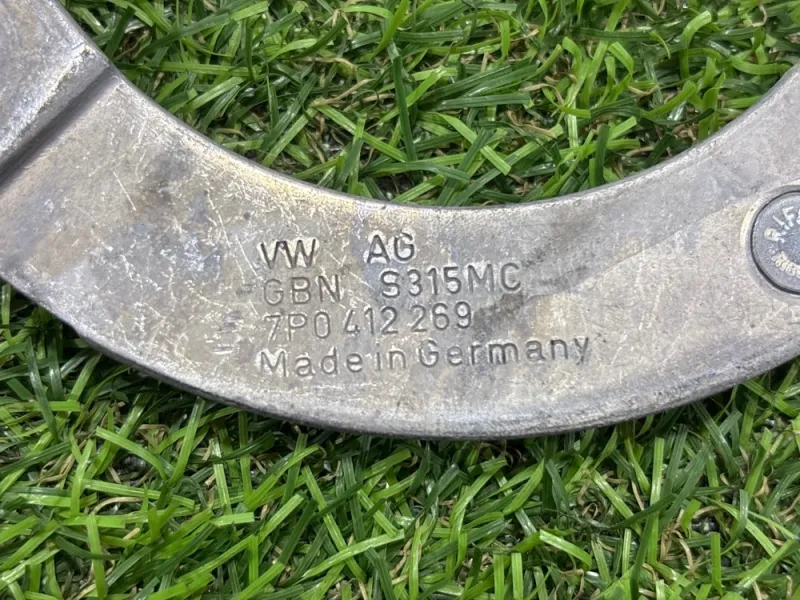 VW AG
GBN S315MC
7P0 412 269
Made in Germany